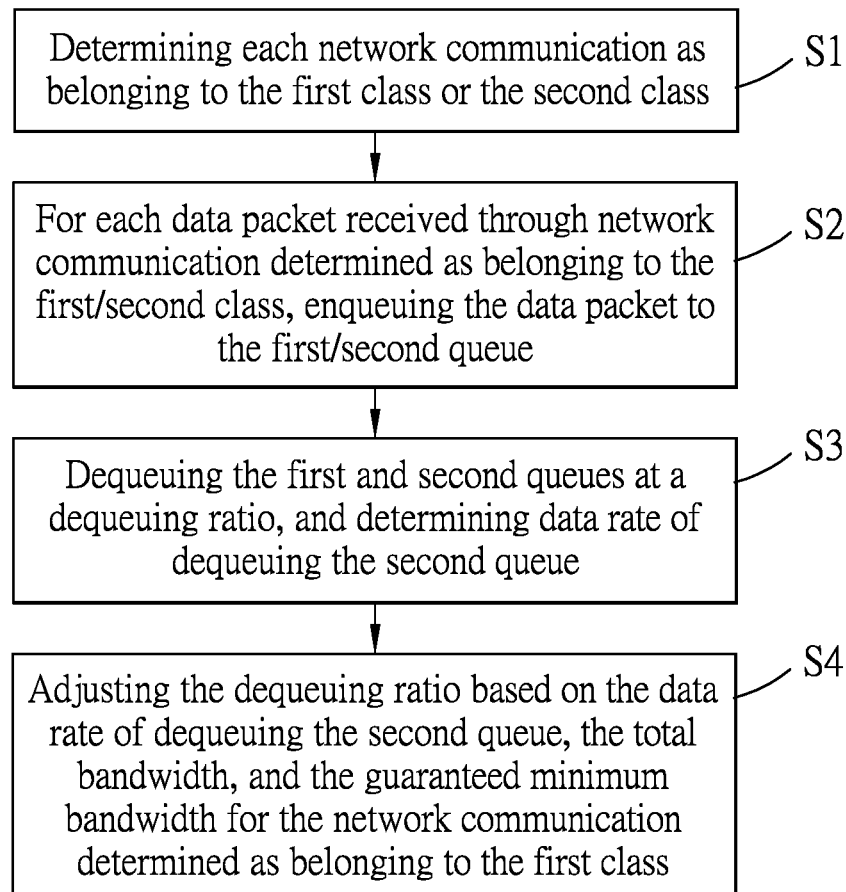 Determining each network communication as
belonging to the first class or the second class
S1
For each data packet received through network
communication determined as belonging to the
first/second class, enqueuing the data packet to
the first/second queue
S2
Dequeuing the first and second queues at a
dequeuing ratio, and determining data rate of
dequeuing the second queue
S3
Adjusting the dequeuing ratio based on the data
rate of dequeuing the second queue, the total
bandwidth, and the guaranteed minimum
bandwidth for the network communication
determined as belonging to the first class
S4